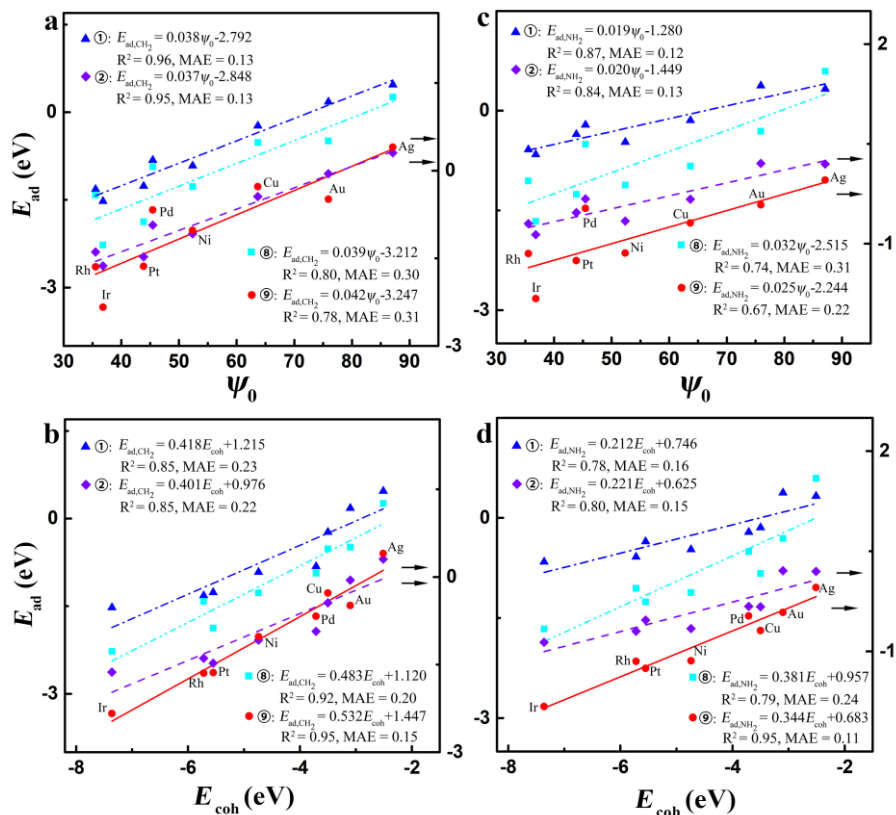 a
①: E_ad,CH₂ = 0.038ψ₀-2.792
R² = 0.96, MAE = 0.13
②: E_ad,CH₂ = 0.037ψ₀-2.848
R² = 0.95, MAE = 0.13
0
-3
E_ad (eV)
Rh
Ir
Pd
Pt
Ni
Cu
Au
Ag
⑧: E_ad,CH₂ = 0.039ψ₀-3.212
R² = 0.80, MAE = 0.30
⑨: E_ad,CH₂ = 0.042ψ₀-3.247
R² = 0.78, MAE = 0.31
0
-3
30 40 50 60 70 80 90
ψ₀
c
①: E_ad,NH₂ = 0.019ψ₀-1.280
R² = 0.87, MAE = 0.12
②: E_ad,NH₂ = 0.020ψ₀-1.449
R² = 0.84, MAE = 0.13
0
-3
Rh
Ir
Pd
Pt
Ni
Cu
Au
Ag
⑧: E_ad,NH₂ = 0.032ψ₀-2.515
R² = 0.74, MAE = 0.31
⑨: E_ad,NH₂ = 0.025ψ₀-2.244
R² = 0.67, MAE = 0.22
2
-1
30 40 50 60 70 80 90
ψ₀
b
①: E_ad,CH₂ = 0.418E_coh+1.215
R² = 0.85, MAE = 0.23
②: E_ad,CH₂ = 0.401E_coh+0.976
R² = 0.85, MAE = 0.22
0
-3
E_ad (eV)
Ir
Rh
Pt
Ni
Pd
Cu
Au
Ag
⑧: E_ad,CH₂ = 0.483E_coh+1.120
R² = 0.92, MAE = 0.20
⑨: E_ad,CH₂ = 0.532E_coh+1.447
R² = 0.95, MAE = 0.15
0
-3
-8 -6 -4 -2
E_coh (eV)
d
①: E_ad,NH₂ = 0.212E_coh+0.746
R² = 0.78, MAE = 0.16
②: E_ad,NH₂ = 0.221E_coh+0.625
R² = 0.80, MAE = 0.15
0
-3
Ir
Rh
Pt
Ni
Pd
Cu
Au
Ag
⑧: E_ad,NH₂ = 0.381E_coh+0.957
R² = 0.79, MAE = 0.24
⑨: E_ad,NH₂ = 0.344E_coh+0.683
R² = 0.95, MAE = 0.11
2
-1
-8 -6 -4 -2
E_coh (eV)